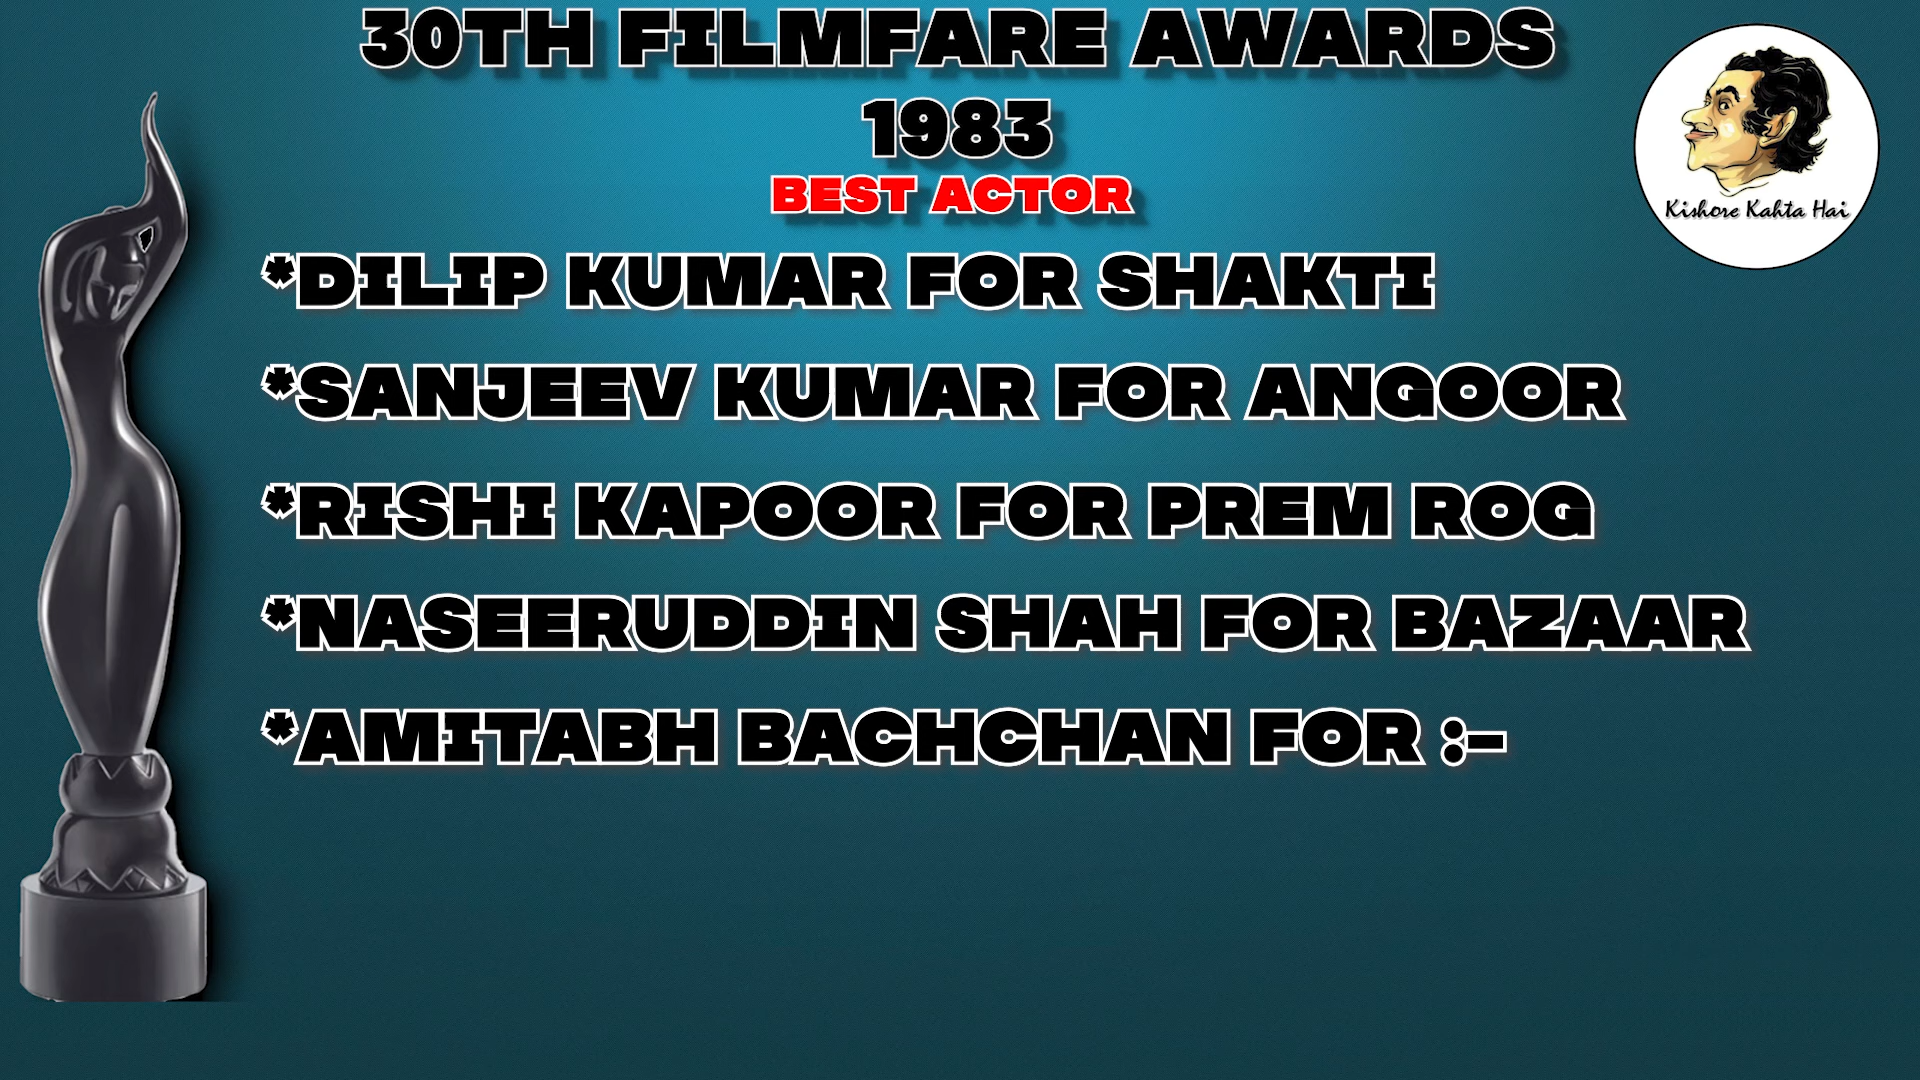 30TH FILMFARE AWARDS
1983
BEST ACTOR
Kishore Kahta Hai
*DILIP KUMAR FOR SHAKTI
*SANJEEV KUMAR FOR ANGOOR
*RISHI KAPOOR FOR PREM ROG
*NASEERUDDIN SHAH FOR BAZAAR
*AMITABH BACHCHAN FOR :-